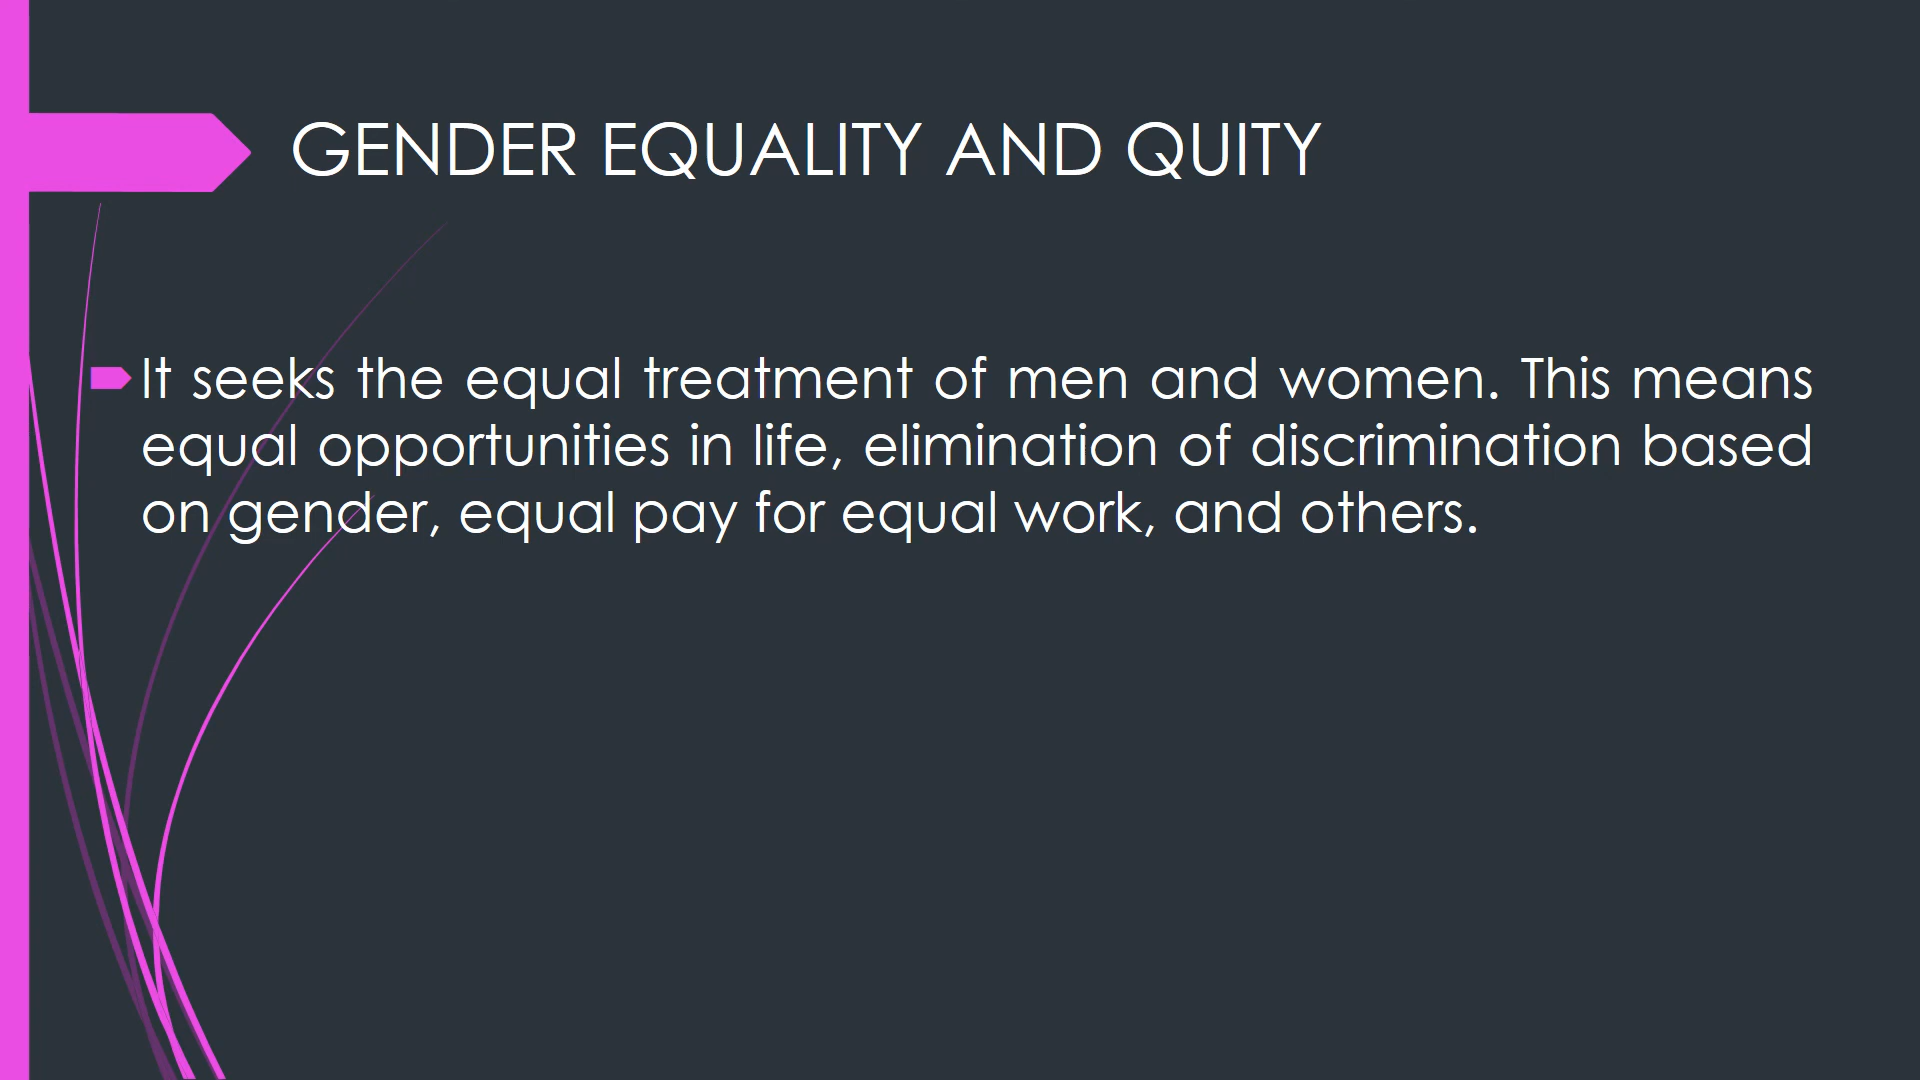 GENDER EQUALITY AND QUITY
It seeks the equal treatment of men and women. This means
equal opportunities in life, elimination of discrimination based
on gender, equal pay for equal work, and others.